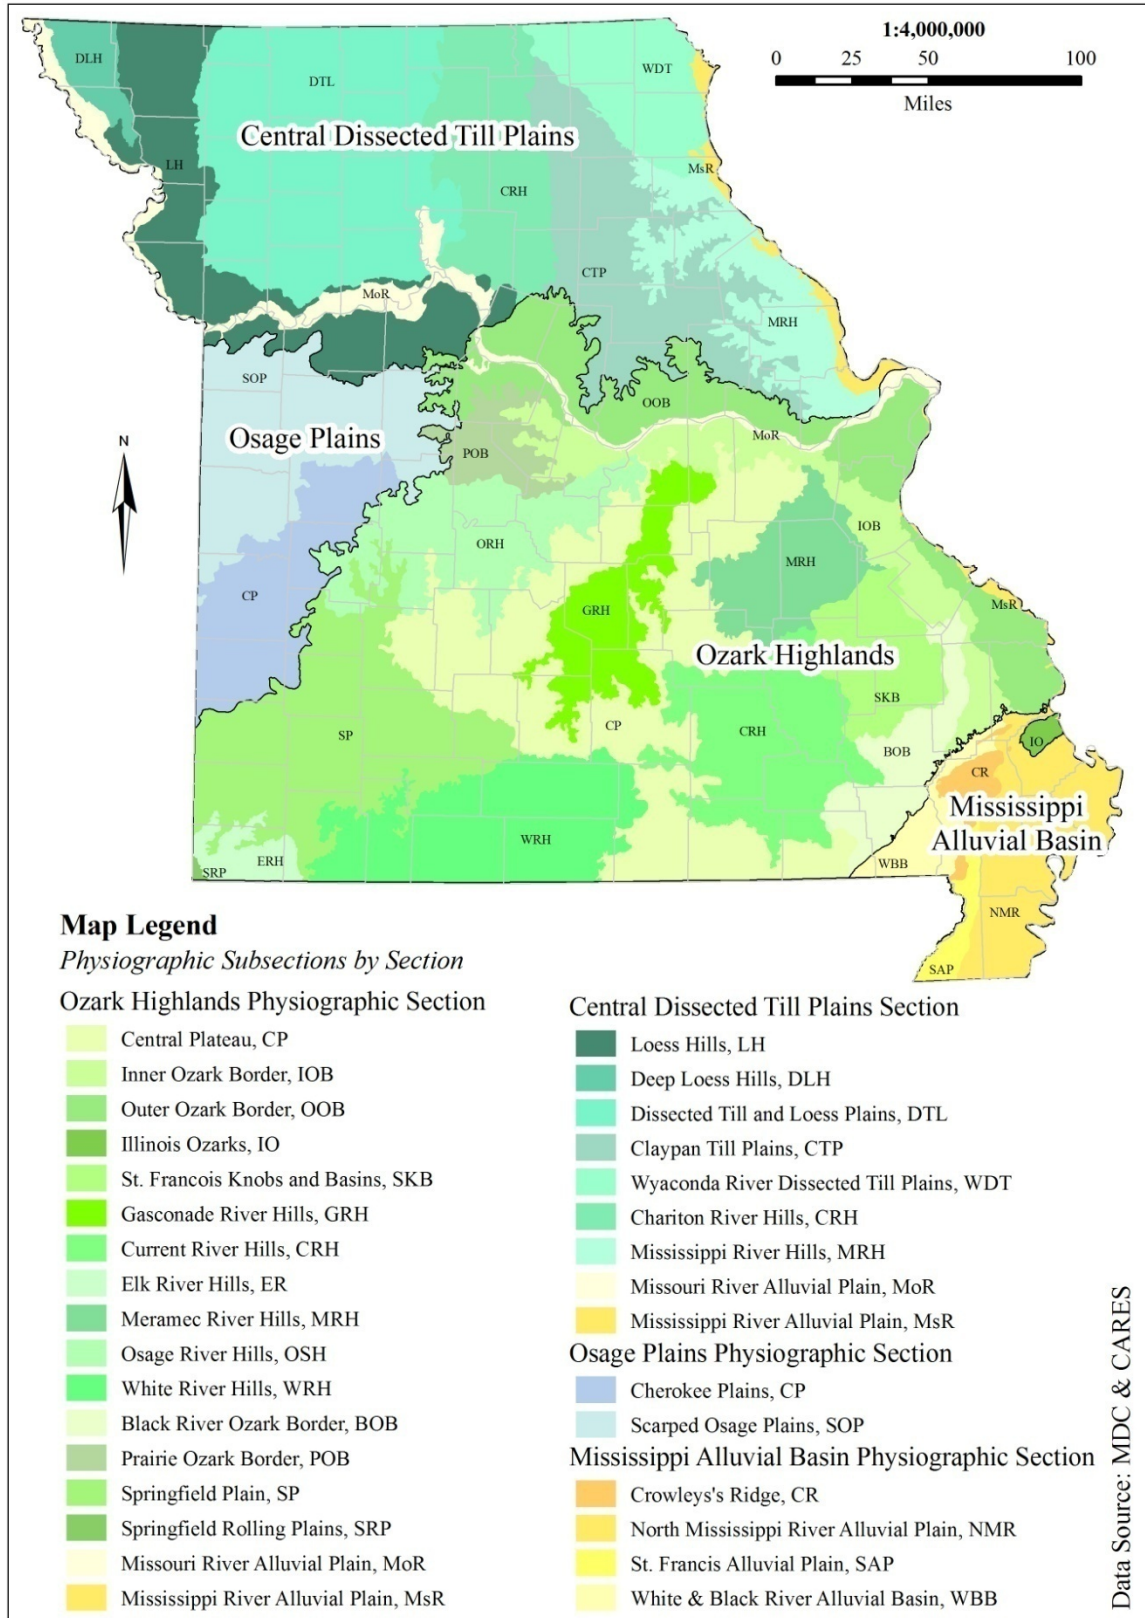 1:4,000,000
0 25 50 100
Miles
DLH
DTL
WDT
Central Dissected Till Plains
LH
MsR
CRH
CTP
MoR
MRH
SOP
OOB
Osage Plains
MoR
N
POB
IOB
ORH
MRH
CP
GRH
MsR
Ozark Highlands
SKB
CP
CRH
SP
BOB
IO
CR
Mississippi
Alluvial Basin
WRH
ERH
SRP
WBB
NMR
SAP
Map Legend
Physiographic Subsections by Section
Ozark Highlands Physiographic Section
Central Plateau, CP
Inner Ozark Border, IOB
Outer Ozark Border, OOB
Illinois Ozarks, IO
St. Francois Knobs and Basins, SKB
Gasconade River Hills, GRH
Current River Hills, CRH
Elk River Hills, ER
Meramec River Hills, MRH
Osage River Hills, OSH
White River Hills, WRH
Black River Ozark Border, BOB
Prairie Ozark Border, POB
Springfield Plain, SP
Springfield Rolling Plains, SRP
Missouri River Alluvial Plain, MoR
Mississippi River Alluvial Plain, MsR
Central Dissected Till Plains Section
Loess Hills, LH
Deep Loess Hills, DLH
Dissected Till and Loess Plains, DTL
Claypan Till Plains, CTP
Wyaconda River Dissected Till Plains, WDT
Chariton River Hills, CRH
Mississippi River Hills, MRH
Missouri River Alluvial Plain, MoR
Mississippi River Alluvial Plain, MsR
Osage Plains Physiographic Section
Cherokee Plains, CP
Scarped Osage Plains, SOP
Mississippi Alluvial Basin Physiographic Section
Crowleys's Ridge, CR
North Mississippi River Alluvial Plain, NMR
St. Francis Alluvial Plain, SAP
White & Black River Alluvial Basin, WBB
Data Source: MDC & CARES